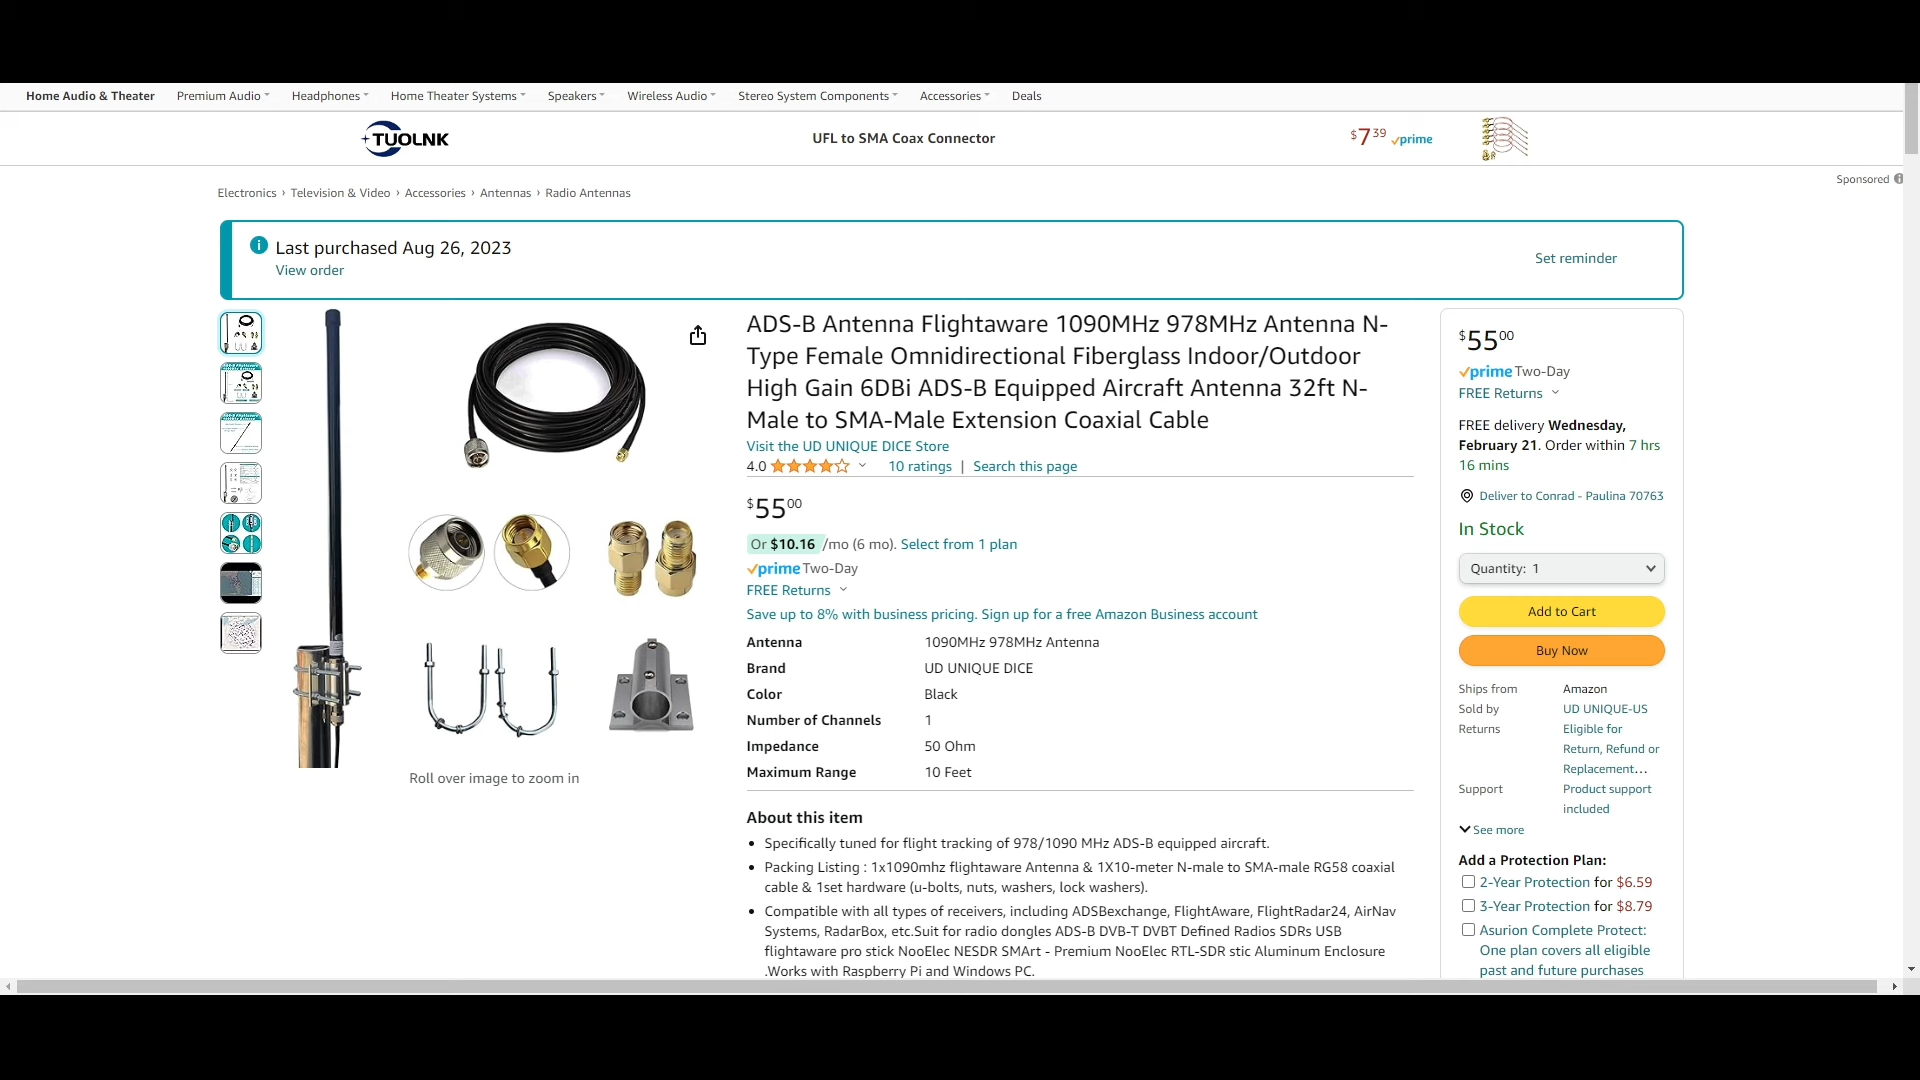 Home Audio & Theater Premium Audio Headphones Home Theater Systems Speakers Wireless Audio Stereo System Components Accessories Deals
TUOLNK UFL to SMA Coax Connector $7 39 prime
Sponsored
Electronics › Television & Video › Accessories › Antennas › Radio Antennas
Last purchased Aug 26, 2023
View order
Set reminder
ADS-B Antenna Flightaware 1090MHz 978MHz Antenna N-
Type Female Omnidirectional Fiberglass Indoor/Outdoor
High Gain 6DBi ADS-B Equipped Aircraft Antenna 32ft N-
Male to SMA-Male Extension Coaxial Cable
Visit the UD UNIQUE DICE Store
4.0 10 ratings | Search this page
$55 00
Or $10.16 /mo (6 mo). Select from 1 plan
prime Two-Day
FREE Returns
Save up to 8% with business pricing. Sign up for a free Amazon Business account
Antenna 1090MHz 978MHz Antenna
Brand UD UNIQUE DICE
Color Black
Number of Channels 1
Impedance 50 Ohm
Maximum Range 10 Feet
Roll over image to zoom in
About this item
• Specifically tuned for flight tracking of 978/1090 MHz ADS-B equipped aircraft.
• Packing Listing : 1x1090mhz flightaware Antenna & 1X10-meter N-male to SMA-male RG58 coaxial
cable & 1set hardware (u-bolts, nuts, washers, lock washers).
• Compatible with all types of receivers, including ADSBexchange, FlightAware, FlightRadar24, AirNav
Systems, RadarBox, etc.Suit for radio dongles ADS-B DVB-T DVBT Defined Radios SDRs USB
flightaware pro stick NooElec NESDR SMArt - Premium NooElec RTL-SDR stic Aluminum Enclosure
.Works with Raspberry Pi and Windows PC.
$55 00
prime Two-Day
FREE Returns
FREE delivery Wednesday,
February 21. Order within 7 hrs
16 mins
Deliver to Conrad - Paulina 70763
In Stock
Quantity: 1
Add to Cart
Buy Now
Ships from Amazon
Sold by UD UNIQUE-US
Returns Eligible for
Return, Refund or
Replacement…
Support Product support
included
See more
Add a Protection Plan:
2-Year Protection for $6.59
3-Year Protection for $8.79
Asurion Complete Protect:
One plan covers all eligible
past and future purchases